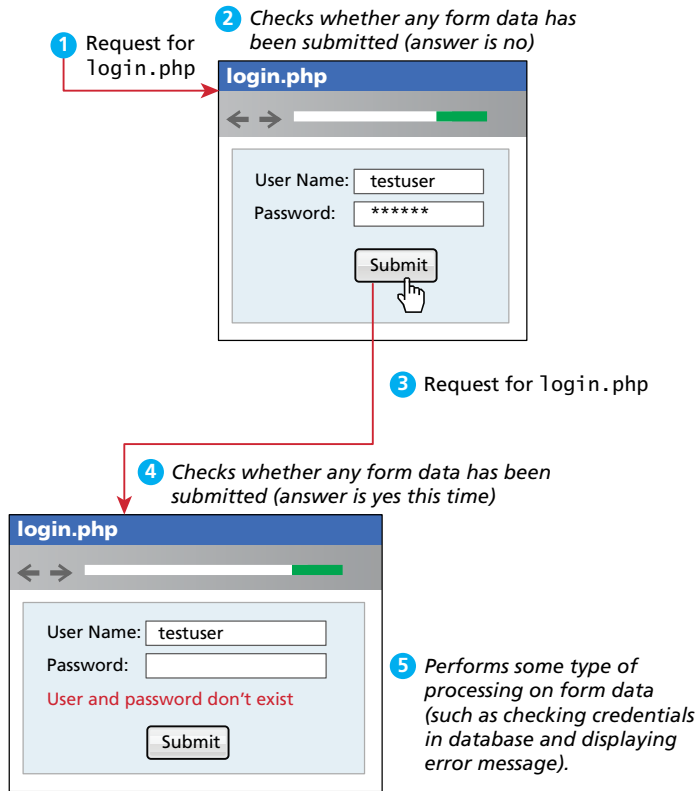 1 Request for
login.php
2 Checks whether any form data has
been submitted (answer is no)
login.php
User Name: testuser
Password: ******
Submit
3 Request for login.php
4 Checks whether any form data has been
submitted (answer is yes this time)
login.php
User Name: testuser
Password:
User and password don’t exist
Submit
5 Performs some type of
processing on form data
(such as checking credentials
in database and displaying
error message).